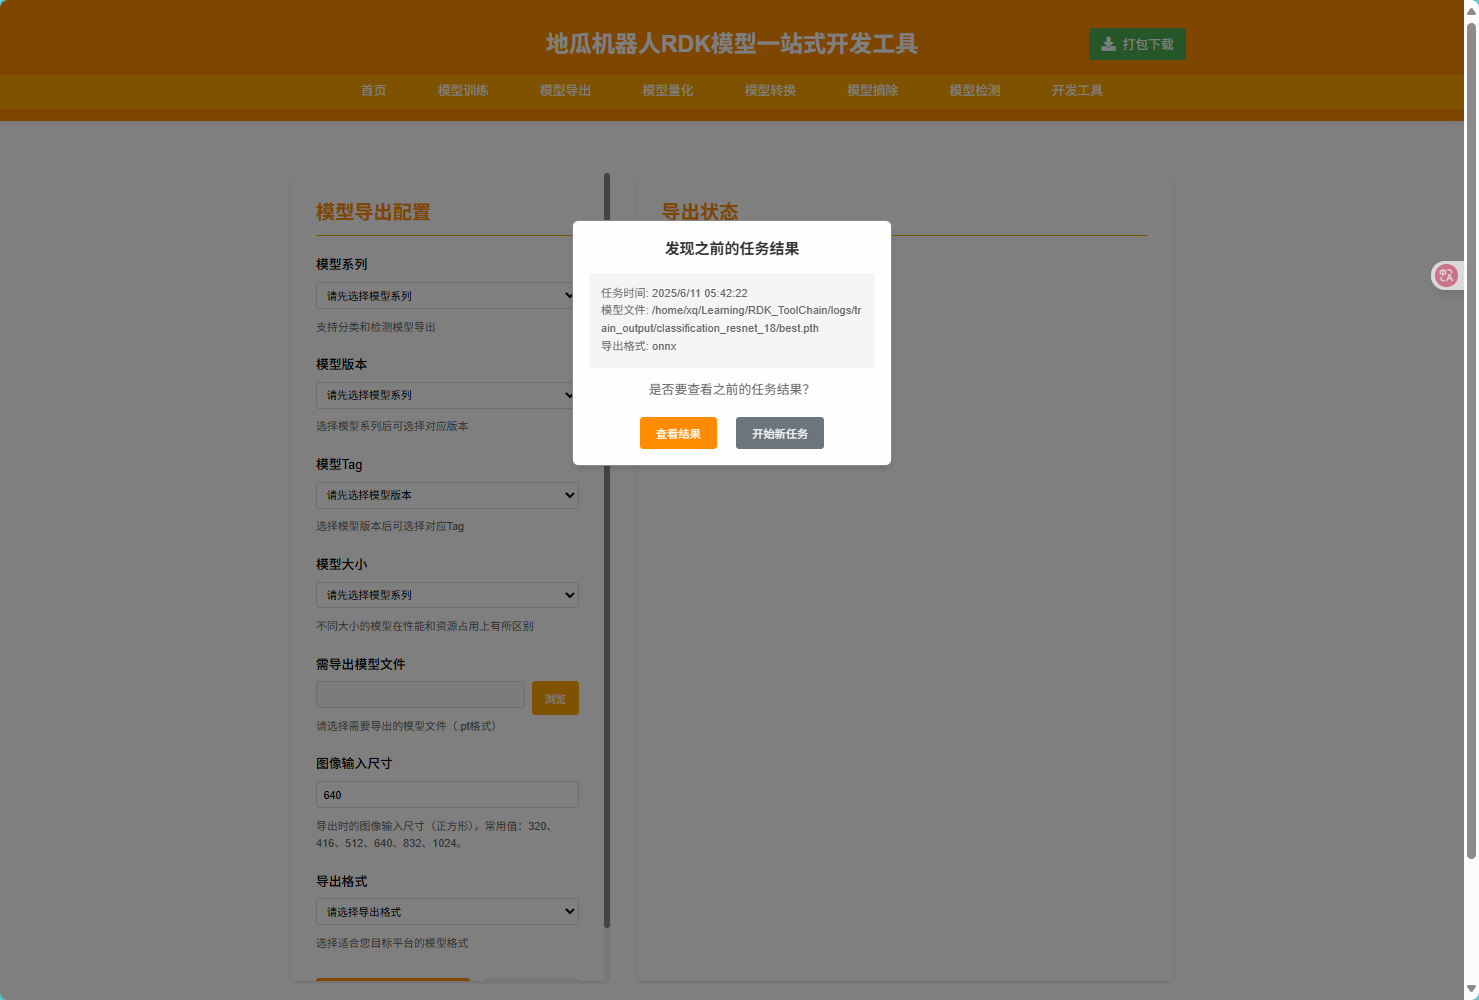 地瓜机器人RDK模型一站式开发工具
打包下载
首页 模型训练 模型导出 模型量化 模型转换 模型摘除 模型检测 开发工具
模型导出配置
模型系列
请先选择模型系列
支持分类和检测模型导出
模型版本
请先选择模型系列
选择模型系列后可选择对应版本
模型Tag
请先选择模型版本
选择模型版本后可选择对应Tag
模型大小
请先选择模型系列
不同大小的模型在性能和资源占用上有所区别
需导出模型文件
浏览
请选择需要导出的模型文件（.pt格式）
图像输入尺寸
640
导出时的图像输入尺寸（正方形），常用值：320、
416、512、640、832、1024。
导出格式
请选择导出格式
选择适合您目标平台的模型格式
导出状态
发现之前的任务结果
任务时间: 2025/6/11 05:42:22
模型文件: /home/xq/Learning/RDK_ToolChain/logs/tr
ain_output/classification_resnet_18/best.pth
导出格式: onnx
是否要查看之前的任务结果？
查看结果 开始新任务
中 A